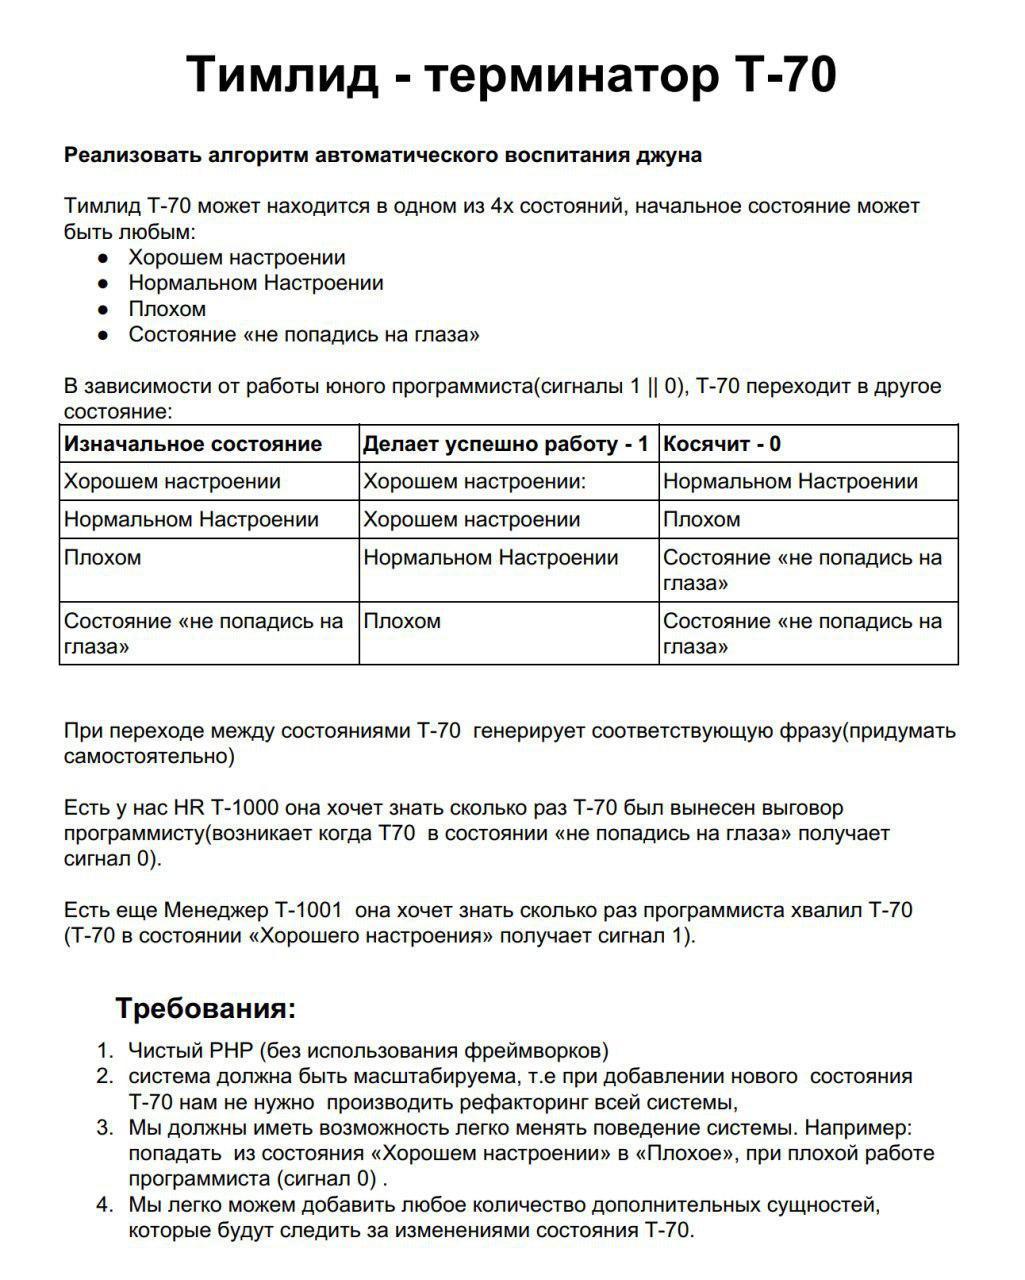 Тимлид - терминатор Т-70
Реализовать алгоритм автоматического воспитания джуна
Тимлид Т-70 может находится в одном из 4х состояний, начальное состояние может
быть любым:
● Хорошем настроении
● Нормальном Настроении
● Плохом
● Состояние «не попадись на глаза»
В зависимости от работы юного программиста(сигналы 1 || 0), Т-70 переходит в другое
состояние:
Изначальное состояние | Делает успешно работу - 1 | Косячит - 0
Хорошем настроении | Хорошем настроении: | Нормальном Настроении
Нормальном Настроении | Хорошем настроении | Плохом
Плохом | Нормальном Настроении | Состояние «не попадись на
глаза»
Состояние «не попадись на | Плохом | Состояние «не попадись на
глаза» | | глаза»
При переходе между состояниями Т-70 генерирует соответствующую фразу(придумать
самостоятельно)
Есть у нас HR Т-1000 она хочет знать сколько раз Т-70 был вынесен выговор
программисту(возникает когда Т70 в состоянии «не попадись на глаза» получает
сигнал 0).
Есть еще Менеджер Т-1001 она хочет знать сколько раз программиста хвалил Т-70
(Т-70 в состоянии «Хорошего настроения» получает сигнал 1).
Требования:
1. Чистый PHP (без использования фреймворков)
2. система должна быть масштабируема, т.е при добавлении нового состояния
Т-70 нам не нужно производить рефакторинг всей системы,
3. Мы должны иметь возможность легко менять поведение системы. Например:
попадать из состояния «Хорошем настроении» в «Плохое», при плохой работе
программиста (сигнал 0) .
4. Мы легко можем добавить любое количество дополнительных сущностей,
которые будут следить за изменениями состояния Т-70.